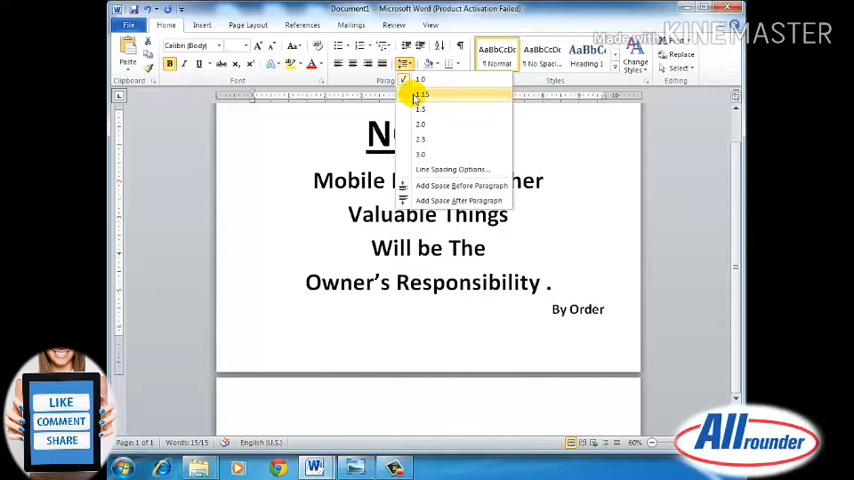 Document1 - Microsoft Word (Product Activation Failed)
Made with KINEMASTER
File Home Insert Page Layout References Mailings Review View
Paste
Clipboard
Calibri (Body)
B I U
AaBbCcDc AaBbCcDc AaBbC
¶ Normal ¶ No Spaci... Heading 1
Change
Styles
Replace
Select
Styles
Editing
1.0
1.15
1.5
2.0
2.5
3.0
Line Spacing Options...
Add Space Before Paragraph
Add Space After Paragraph
Mobile
Valuable Things
Will be The
Owner's Responsibility .
By Order
LIKE
COMMENT
SHARE
All rounder
Page: 1 of 1 Words: 15/15 English (U.S.) 60%